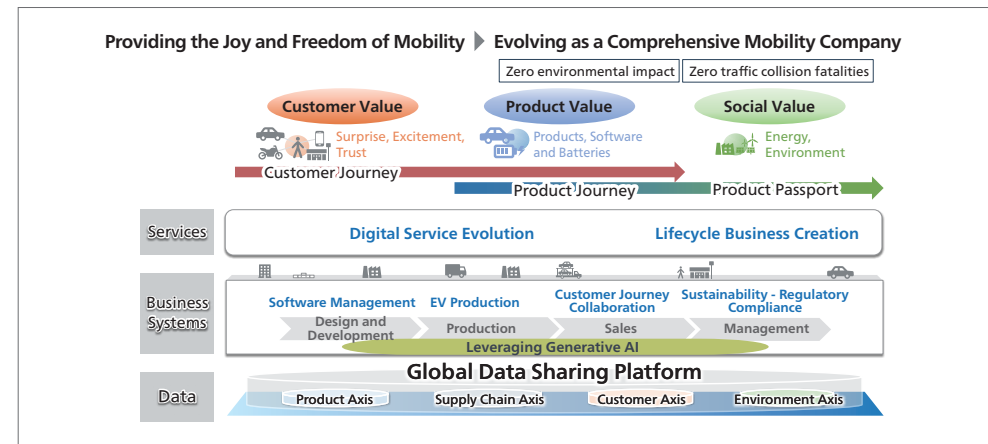 Providing the Joy and Freedom of Mobility ▶ Evolving as a Comprehensive Mobility Company
Zero environmental impact
Zero traffic collision fatalities
Customer Value
Product Value
Social Value
Surprise, Excitement,
Trust
Products, Software
and Batteries
Energy,
Environment
Customer Journey
Product Journey
Product Passport
Services
Digital Service Evolution
Lifecycle Business Creation
Business
Systems
Software Management
EV Production
Customer Journey
Collaboration
Sustainability - Regulatory
Compliance
Design and
Development
Production
Sales
Management
Leveraging Generative AI
Global Data Sharing Platform
Data
Product Axis
Supply Chain Axis
Customer Axis
Environment Axis